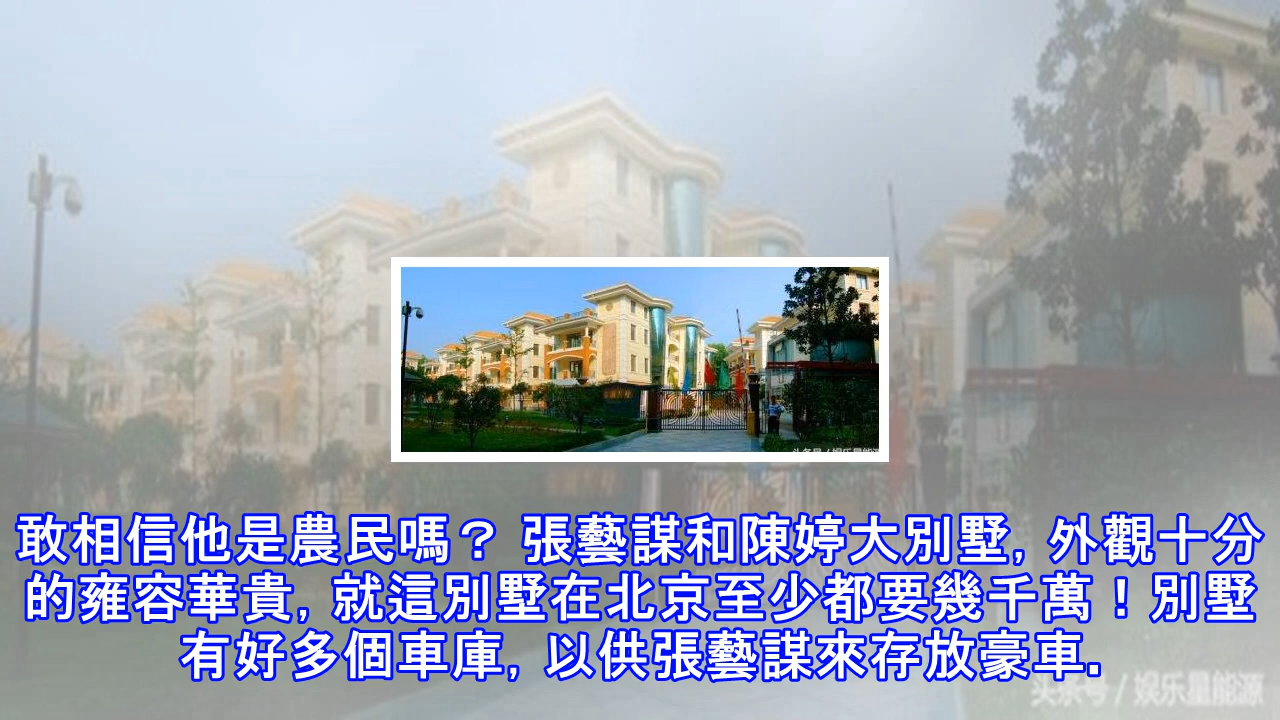 敢相信他是農民嗎？ 張藝謀和陳婷大別墅, 外觀十分
的雍容華貴, 就這別墅在北京至少都要幾千萬！別墅
有好多個車庫, 以供張藝謀來存放豪車.
头条号 / 娱乐星能源